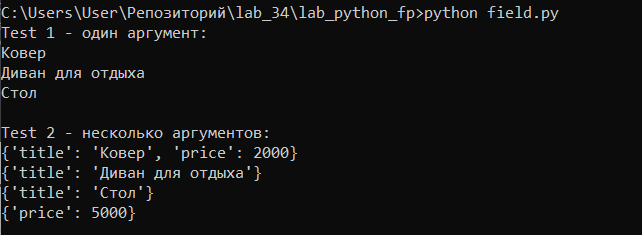 C:\Users\User\Репозиторий\lab_34\lab_python_fp>python field.py
Test 1 - один аргумент:
Ковер
Диван для отдыха
Стол
Test 2 - несколько аргументов:
{'title': 'Ковер', 'price': 2000}
{'title': 'Диван для отдыха'}
{'title': 'Стол'}
{'price': 5000}